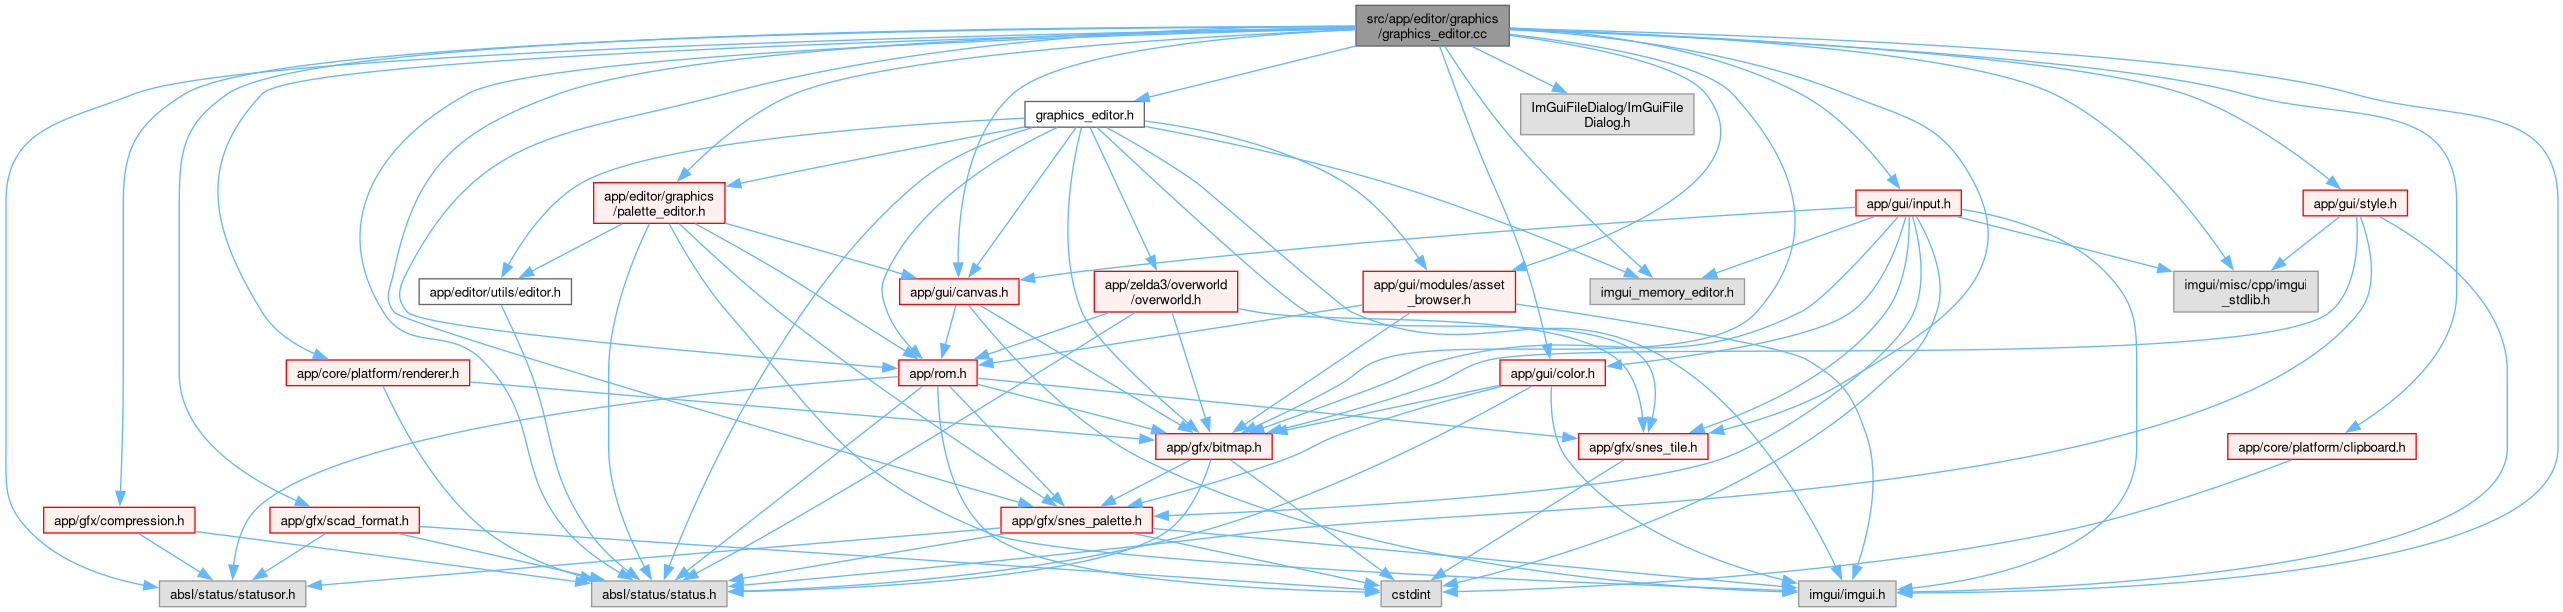 src/app/editor/graphics
/graphics_editor.cc
ImGuiFileDialog/ImGuiFile
Dialog.h
graphics_editor.h
app/editor/graphics
/palette_editor.h
app/gui/input.h
app/gui/style.h
app/editor/utils/editor.h
app/gui/canvas.h
app/zelda3/overworld
/overworld.h
app/gui/modules/asset
_browser.h
imgui_memory_editor.h
imgui/misc/cpp/imgui
_stdlib.h
app/core/platform/renderer.h
app/rom.h
app/gui/color.h
app/gfx/bitmap.h
app/gfx/snes_tile.h
app/core/platform/clipboard.h
app/gfx/compression.h
app/gfx/scad_format.h
app/gfx/snes_palette.h
absl/status/statusor.h
absl/status/status.h
cstdint
imgui/imgui.h